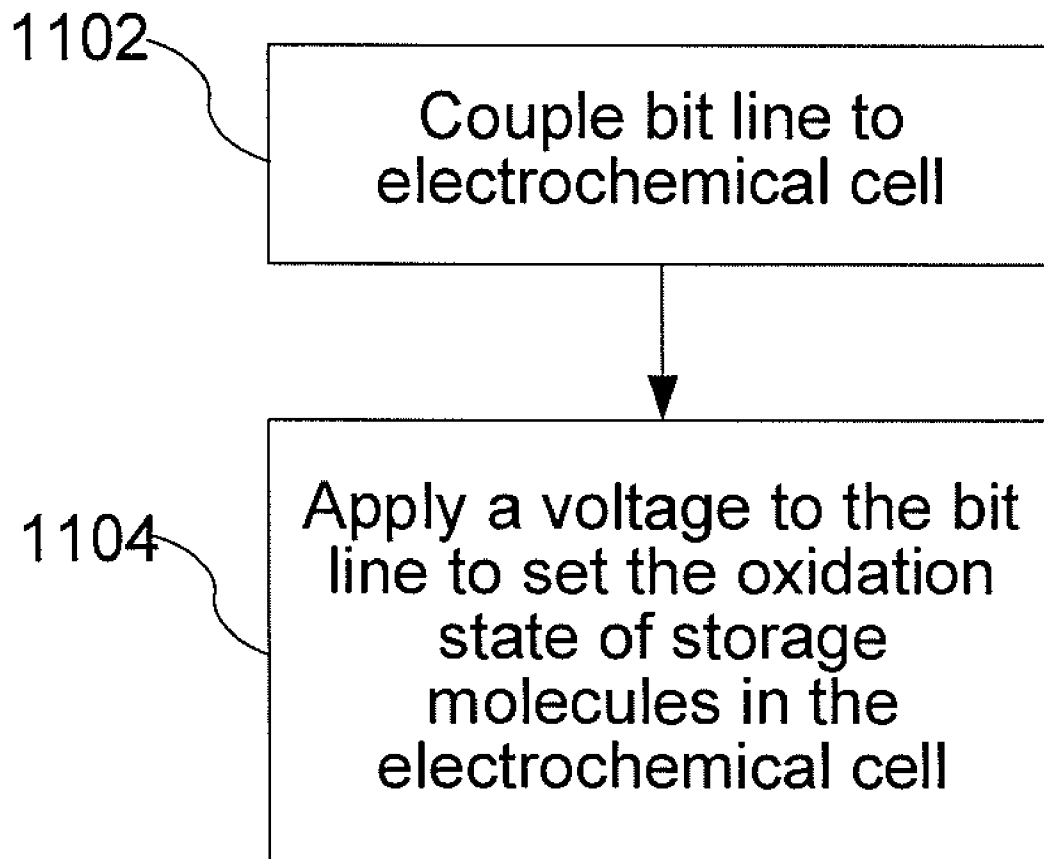 1102
Couple bit line to
electrochemical cell
1104
Apply a voltage to the bit
line to set the oxidation
state of storage
molecules in the
electrochemical cell